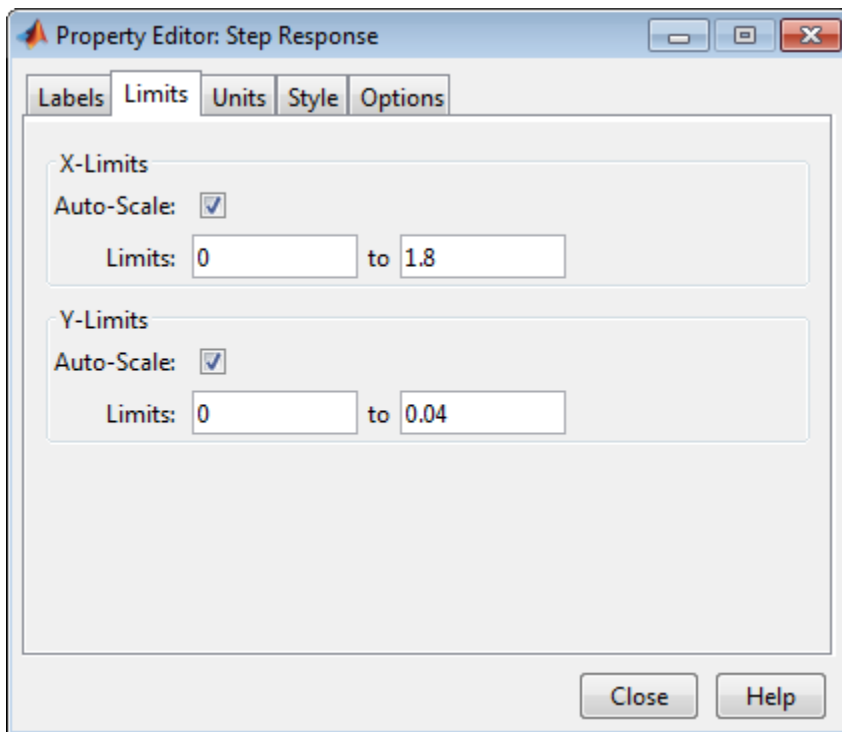 Property Editor: Step Response
Labels Limits Units Style Options
X-Limits
Auto-Scale:
Limits: 0 to 1.8
Y-Limits
Auto-Scale:
Limits: 0 to 0.04
Close Help